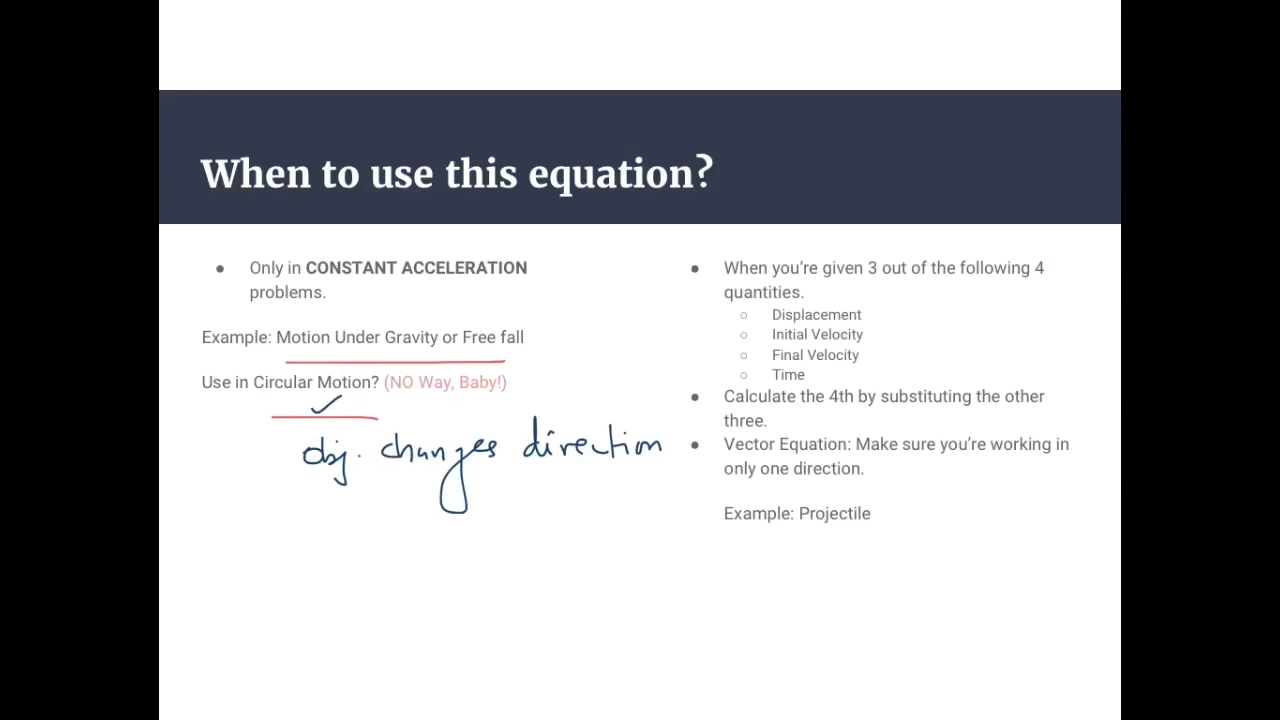 When to use this equation?
● Only in CONSTANT ACCELERATION
problems.
Example: Motion Under Gravity or Free fall
Use in Circular Motion? (NO Way, Baby!)
obj. changes direction
● When you’re given 3 out of the following 4
quantities.
○ Displacement
○ Initial Velocity
○ Final Velocity
○ Time
● Calculate the 4th by substituting the other
three.
● Vector Equation: Make sure you’re working in
only one direction.
Example: Projectile